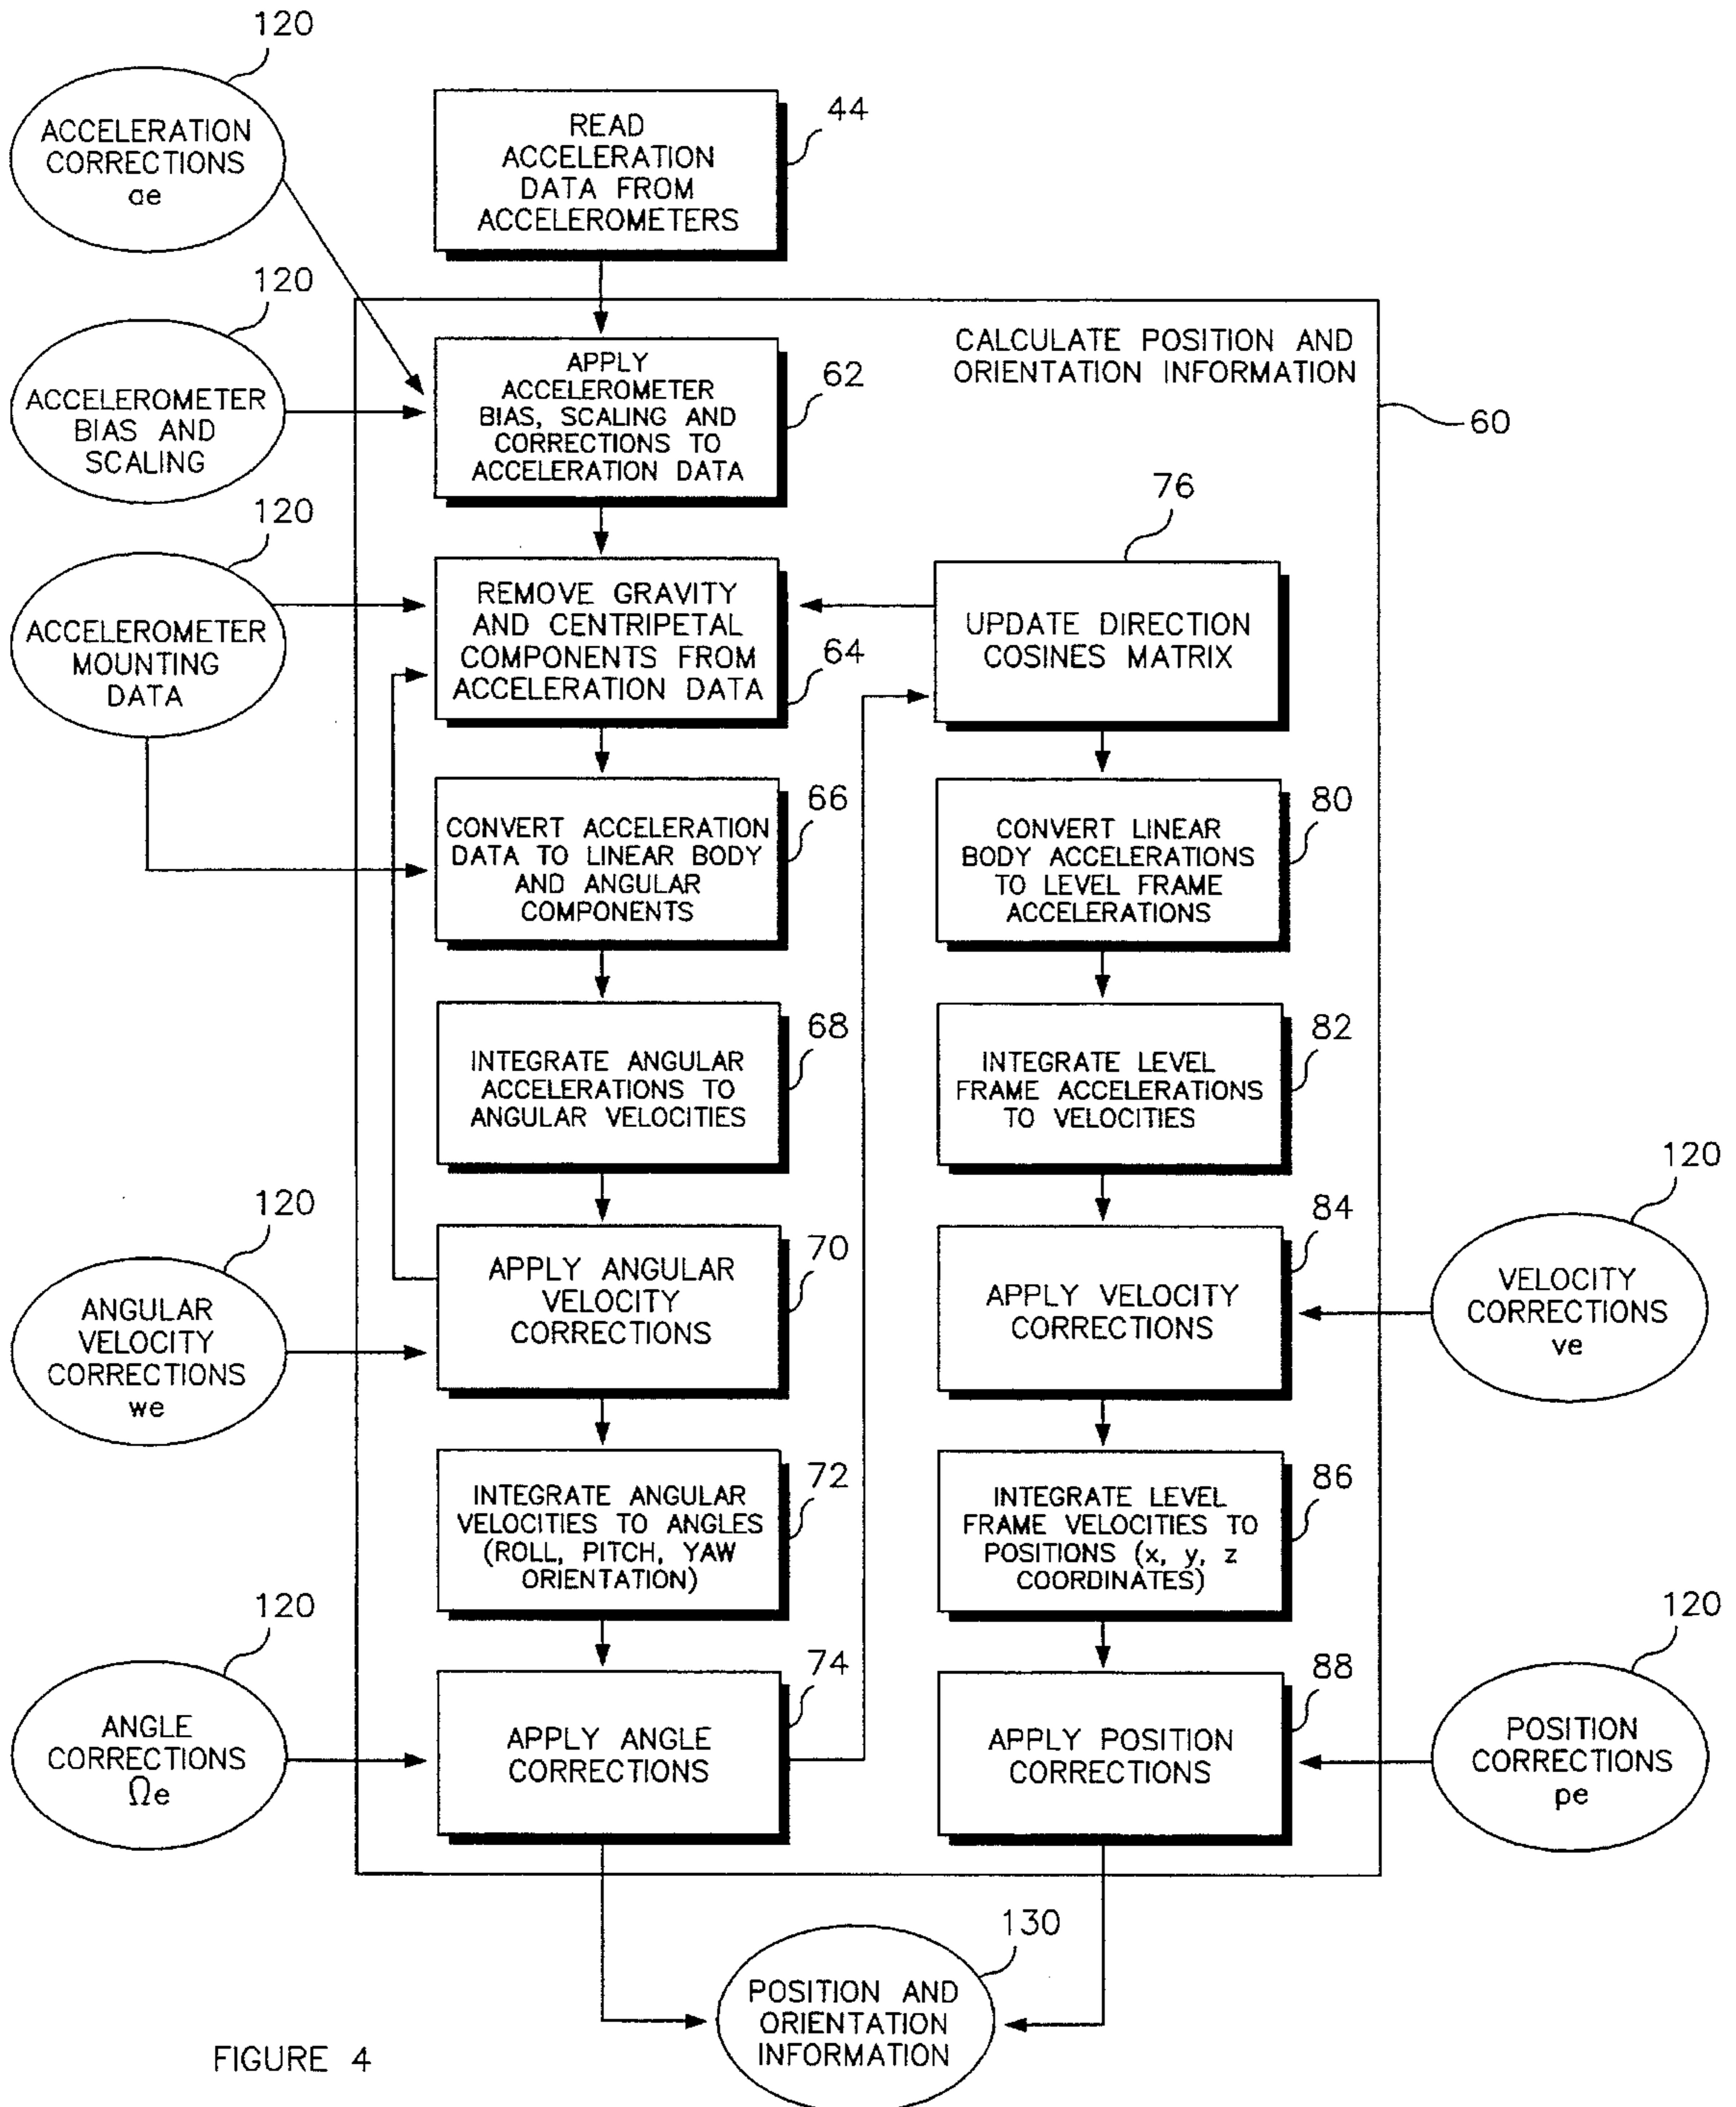 120
ACCELERATION
CORRECTIONS
ae
READ
ACCELERATION
DATA FROM
ACCELEROMETERS
44
120
ACCELEROMETER
BIAS AND
SCALING
APPLY
ACCELEROMETER
BIAS, SCALING AND
CORRECTIONS TO
ACCELERATION DATA
62
CALCULATE POSITION AND
ORIENTATION INFORMATION
60
120
ACCELEROMETER
MOUNTING
DATA
REMOVE GRAVITY
AND CENTRIPETAL
COMPONENTS FROM
ACCELERATION DATA
64
76
UPDATE DIRECTION
COSINES MATRIX
CONVERT ACCELERATION
DATA TO LINEAR BODY
AND ANGULAR
COMPONENTS
66
CONVERT LINEAR
BODY ACCELERATIONS
TO LEVEL FRAME
ACCELERATIONS
80
INTEGRATE ANGULAR
ACCELERATIONS TO
ANGULAR VELOCITIES
68
INTEGRATE LEVEL
FRAME ACCELERATIONS
TO VELOCITIES
82
120
ANGULAR
VELOCITY
CORRECTIONS
we
APPLY ANGULAR
VELOCITY
CORRECTIONS
70
APPLY VELOCITY
CORRECTIONS
84
120
VELOCITY
CORRECTIONS
ve
INTEGRATE ANGULAR
VELOCITIES TO ANGLES
(ROLL, PITCH, YAW
ORIENTATION)
72
INTEGRATE LEVEL
FRAME VELOCITIES TO
POSITIONS (x, y, z
COORDINATES)
86
120
ANGLE
CORRECTIONS
Ωe
APPLY ANGLE
CORRECTIONS
74
APPLY POSITION
CORRECTIONS
88
120
POSITION
CORRECTIONS
pe
130
POSITION AND
ORIENTATION
INFORMATION
FIGURE 4